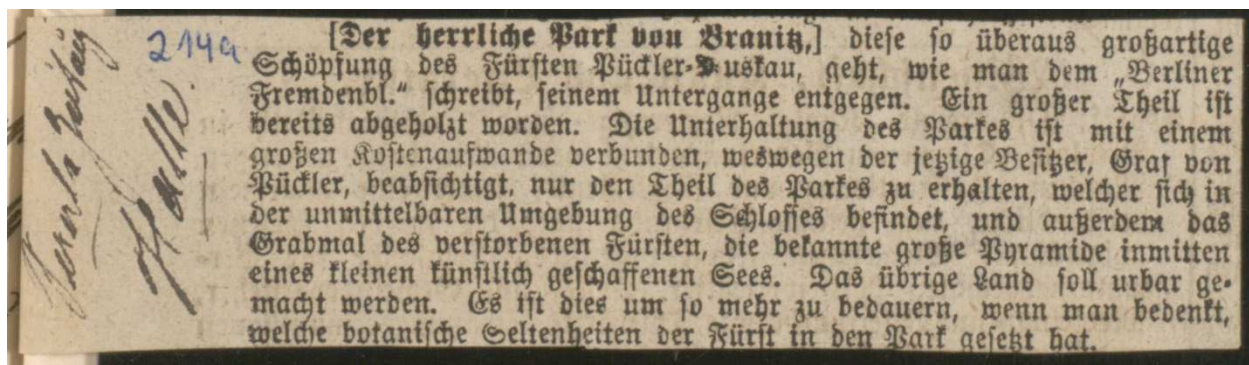 214a
Halle
[Der herrliche Park von Branitz,] diese so überaus großartige
Schöpfung des Fürsten Pückler-Muskau, geht, wie man dem „Berliner
Fremdenbl.“ schreibt, seinem Untergange entgegen. Ein großer Theil ist
bereits abgeholzt worden. Die Unterhaltung des Parkes ist mit einem
großen Kostenaufwande verbunden, weswegen der jetzige Besitzer, Graf von
Pückler, beabsichtigt, nur den Theil des Parkes zu erhalten, welcher sich in
der unmittelbaren Umgebung des Schlosses befindet, und außerdem das
Grabmal des verstorbenen Fürsten, die bekannte große Pyramide inmitten
eines kleinen künstlich geschaffenen Sees. Das übrige Land soll urbar ge-
macht werden. Es ist dies um so mehr zu bedauern, wenn man bedenkt,
welche botanische Seltenheiten der Fürst in den Park gesetzt hat.